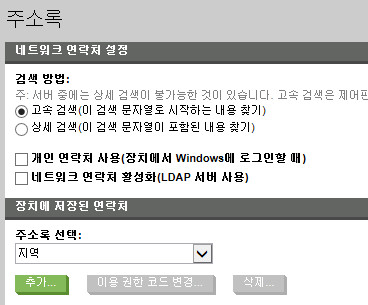 주소록
네트워크 연락처 설정
검색 방법:
주: 서버 중에는 상세 검색이 불가능한 것이 있습니다. 고속 검색은 제어판
고속 검색(이 검색 문자열로 시작하는 내용 찾기)
상세 검색(이 검색 문자열이 포함된 내용 찾기)
개인 연락처 사용(장치에서 Windows에 로그인할 때)
네트워크 연락처 활성화(LDAP 서버 사용)
장치에 저장된 연락처
주소록 선택:
지역
추가... 이용 권한 코드 변경... 삭제...